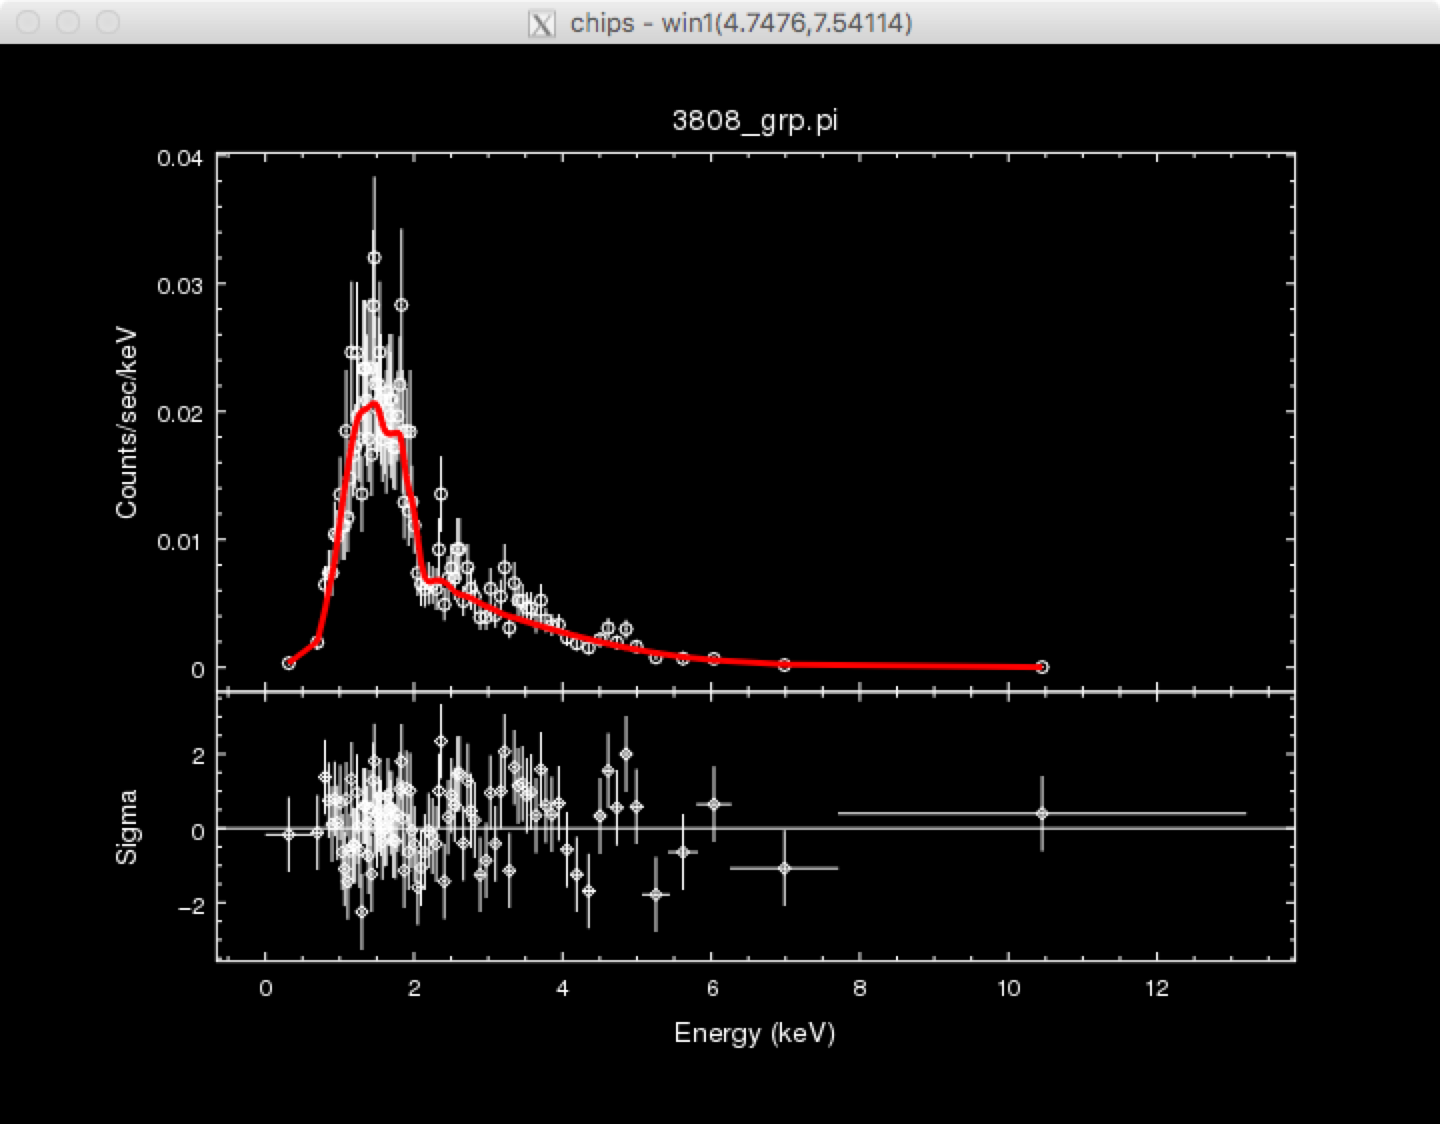 chips - win1(4.7476,7.54114)
3808_grp.pi
0.04
0.03
0.02
0.01
0
Counts/sec/keV
2
0
−2
Sigma
0 2 4 6 8 10 12
Energy (keV)